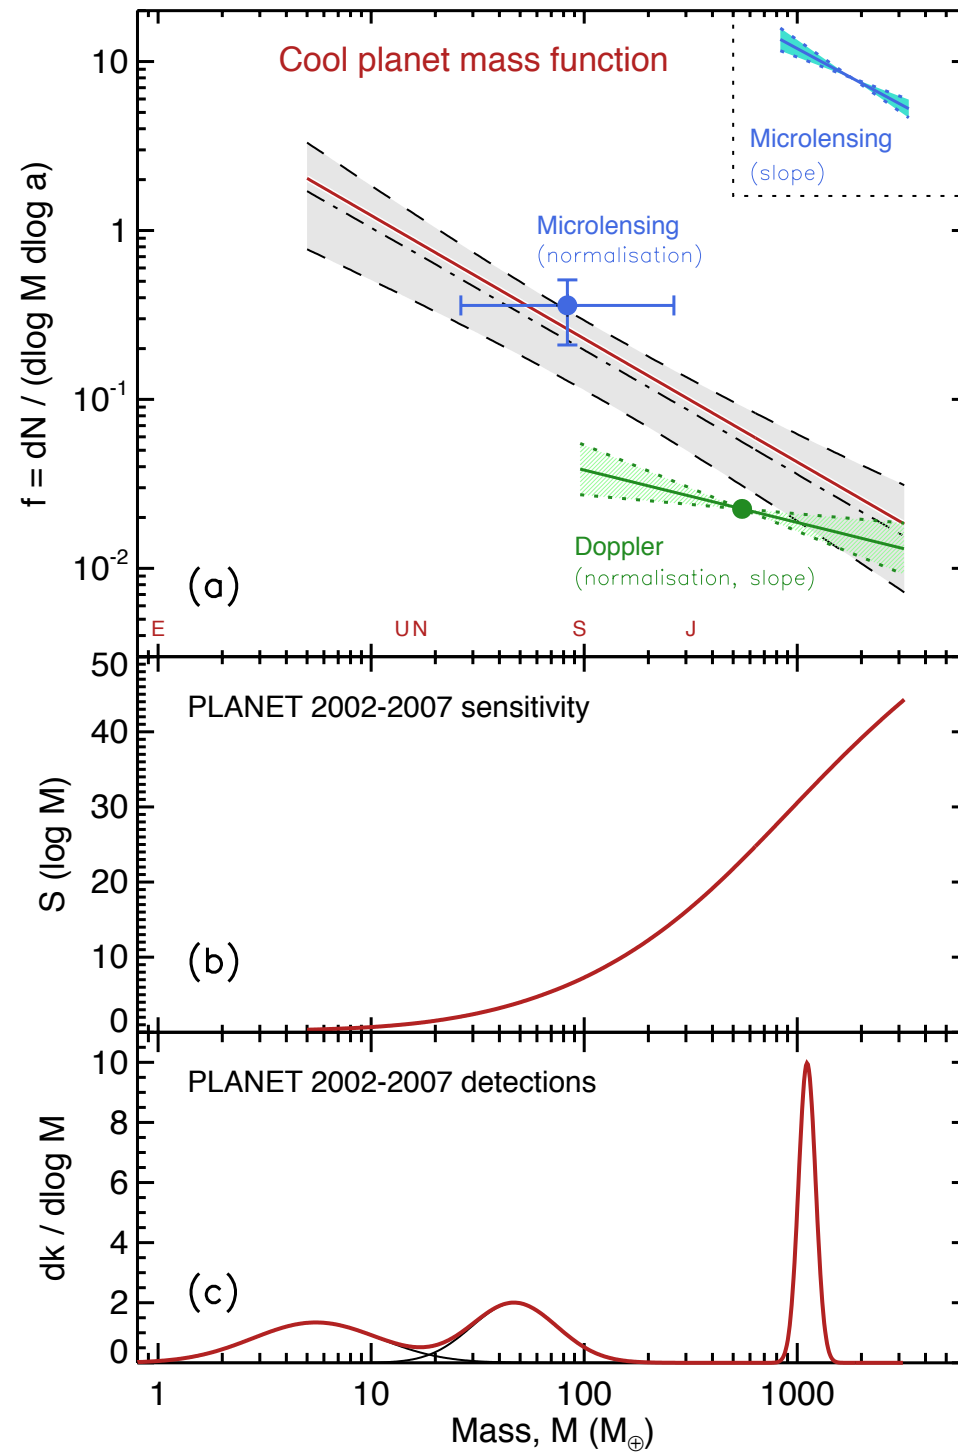 Cool planet mass function
10
1
10-1
10-2
f = dN / (dlog M dlog a)
Microlensing
(slope)
Microlensing
(normalisation)
Doppler
(normalisation, slope)
(a)
E
U N
S
J
PLANET 2002-2007 sensitivity
50
40
30
20
10
0
S (log M)
(b)
PLANET 2002-2007 detections
10
8
6
4
2
0
dk / dlog M
(c)
1
10
100
1000
Mass, M (M⊕)